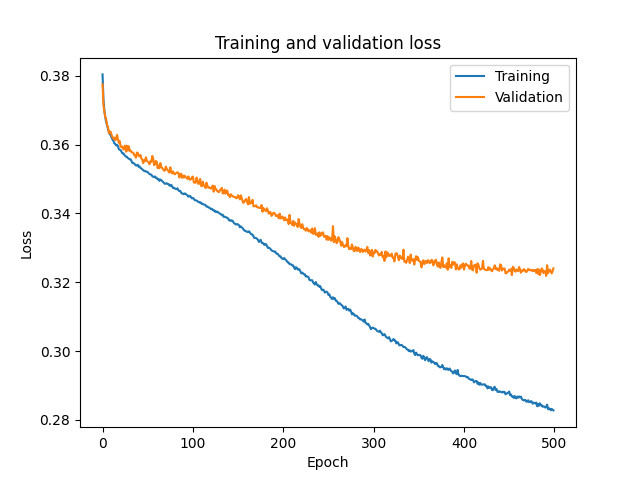 Training and validation loss
Training
Validation
0.38
0.36
0.34
0.32
0.30
0.28
Loss
0 100 200 300 400 500
Epoch